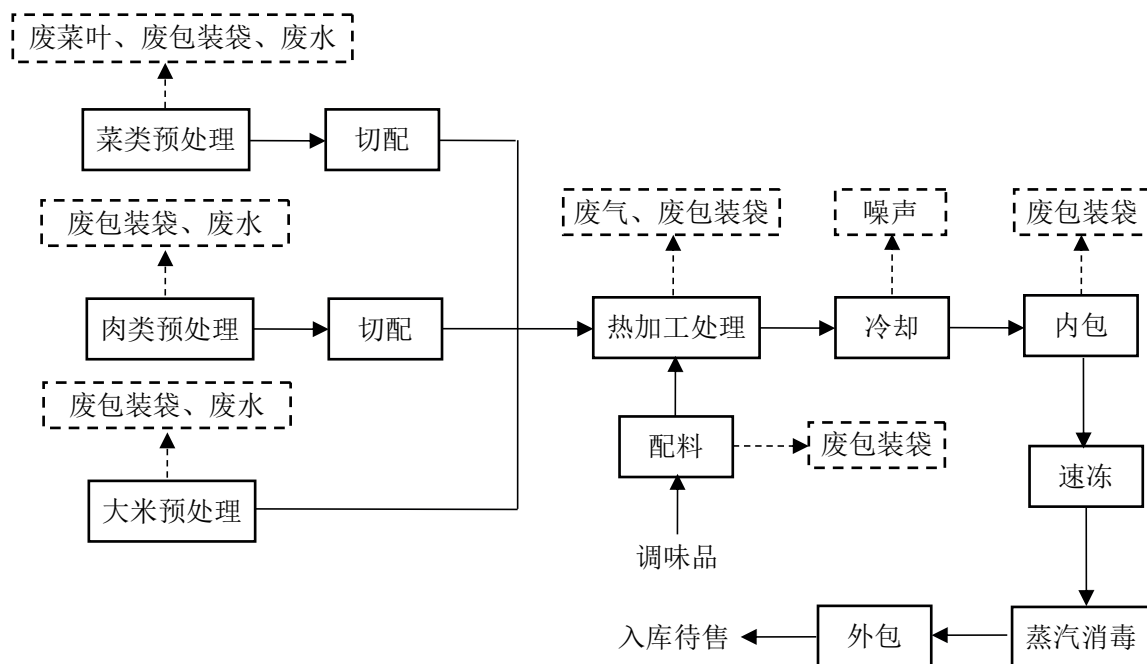 废菜叶、废包装袋、废水
菜类预处理
切配
废包装袋、废水
肉类预处理
切配
废包装袋、废水
大米预处理
废气、废包装袋
热加工处理
配料
废包装袋
调味品
噪声
冷却
废包装袋
内包
速冻
蒸汽消毒
外包
入库待售